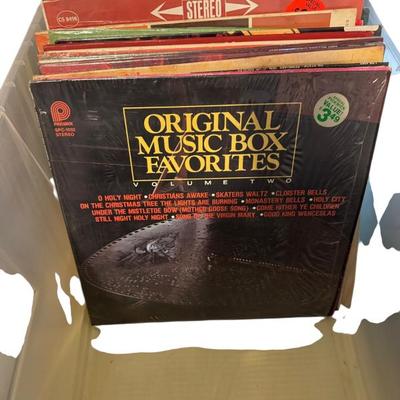 CS 8496
STEREO
PICKWICK
SPC-1032
STEREO
ORIGINAL
MUSIC BOX
FAVORITES
VOLUME TWO
VALUE
3.49
O HOLY NIGHT • CHRISTIANS AWAKE • SKATERS WALTZ • CLOISTER BELLS
ON THE CHRISTMAS TREE THE LIGHTS ARE BURNING • MONASTERY BELLS • HOLY CITY
UNDER THE MISTLETOE BOW (MOTHER GOOSE SONG) • COME HITHER YE CHILDREN
STILL NIGHT HOLY NIGHT • SONG TO THE VIRGIN MARY • GOOD KING WENCESLAS